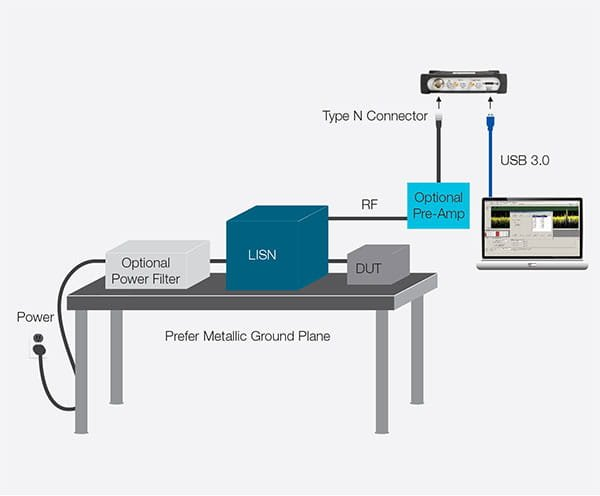 Type N Connector
USB 3.0
RF
Optional
Pre-Amp
LISN
Optional
Power Filter
DUT
Power
Prefer Metallic Ground Plane